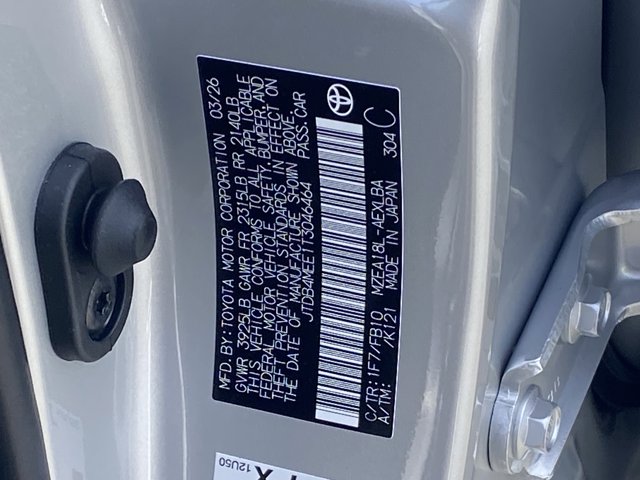 MFD.BY: TOYOTA MOTOR CORPORATION 03/26
GVWR 3925LB GAWR FR 2315LB RR 2140LB
THIS VEHICLE CONFORMS TO ALL APPLICABLE
FEDERAL MOTOR VEHICLE SAFETY, BUMPER, AND
THEFT PREVENTION STANDARDS IN EFFECT ON
THE DATE OF MANUFACTURE SHOWN ABOVE.
JTDB4MEE4T3046464 PASS.CAR
C/TR: 1F7/FB10 MZEA18L-AEXLBA 304 C
A/TM: /K121 MADE IN JAPAN
X
12U50